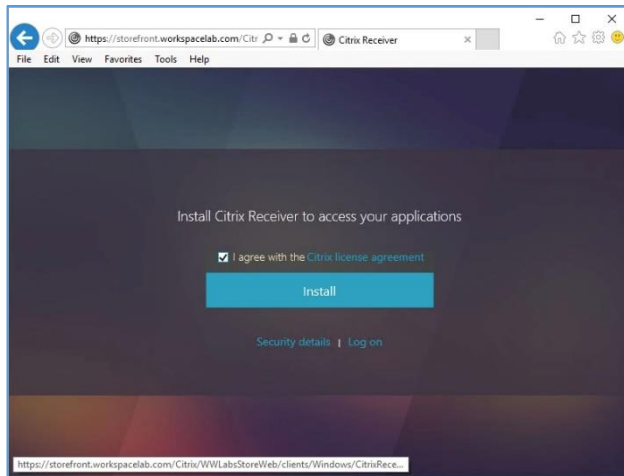 https://storefront.workspacelab.com/Citr
Citrix Receiver
File Edit View Favorites Tools Help
Install Citrix Receiver to access your applications
I agree with the Citrix license agreement
Install
Security details | Log on
https://storefront.workspacelab.com/Citrix/WWLabsStoreWeb/clients/Windows/CitrixRece...